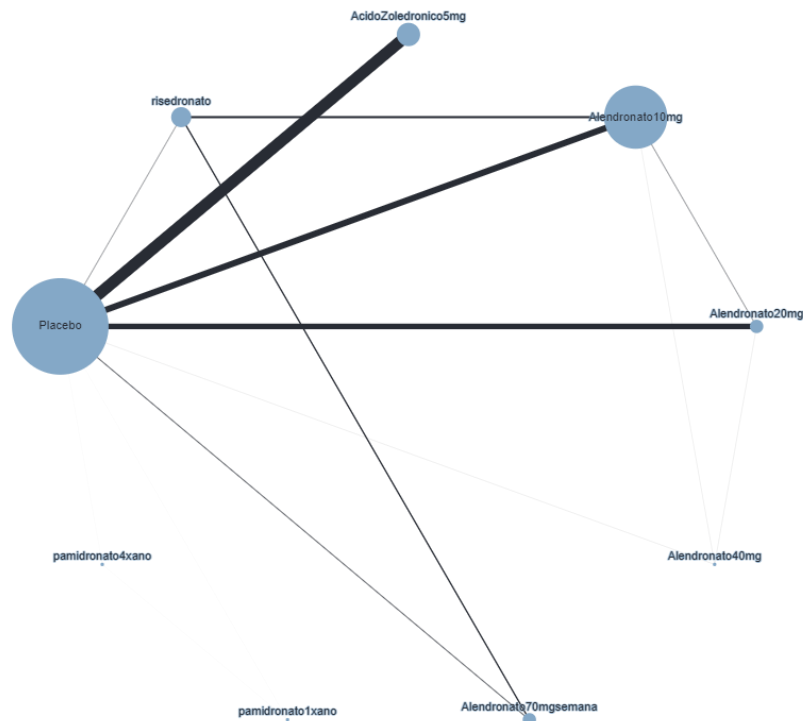 AcidoZoledronico5mg
risedronato
Alendronato10mg
Placebo
Alendronato20mg
pamidronato4xano
Alendronato40mg
pamidronato1xano
Alendronato70mgsemana